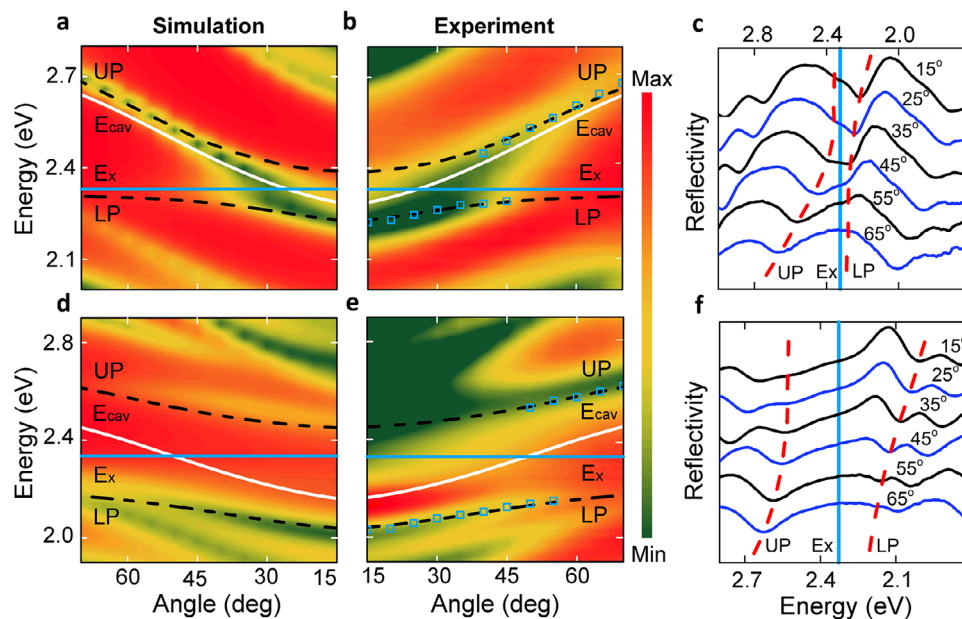 Simulation
Experiment
a
b
c
2.8 2.4 2.0
UP
UP
Max
15°
25°
35°
45°
55°
65°
Energy (eV)
2.7
2.4
2.1
Ecav
Ecav
Ex
Ex
LP
LP
Reflectivity
UP Ex LP
d
e
f
Energy (eV)
2.8
2.4
2.0
UP
UP
Ecav
Ecav
Ex
Ex
LP
LP
Min
Reflectivity
15°
25°
35°
45°
55°
65°
UP Ex LP
60 45 30 15
15 30 45 60
2.7 2.4 2.1
Angle (deg)
Angle (deg)
Energy (eV)